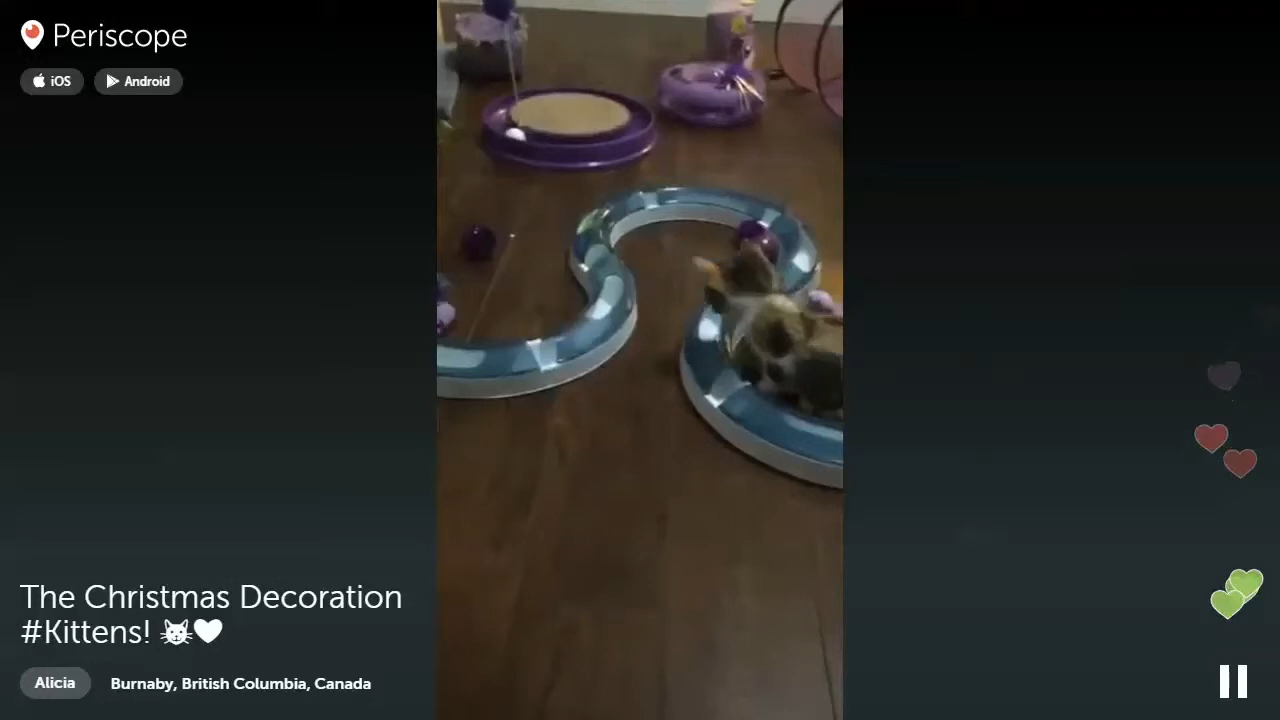 Periscope
iOS
Android
The Christmas Decoration
#Kittens! 🐱🤍
Alicia
Burnaby, British Columbia, Canada